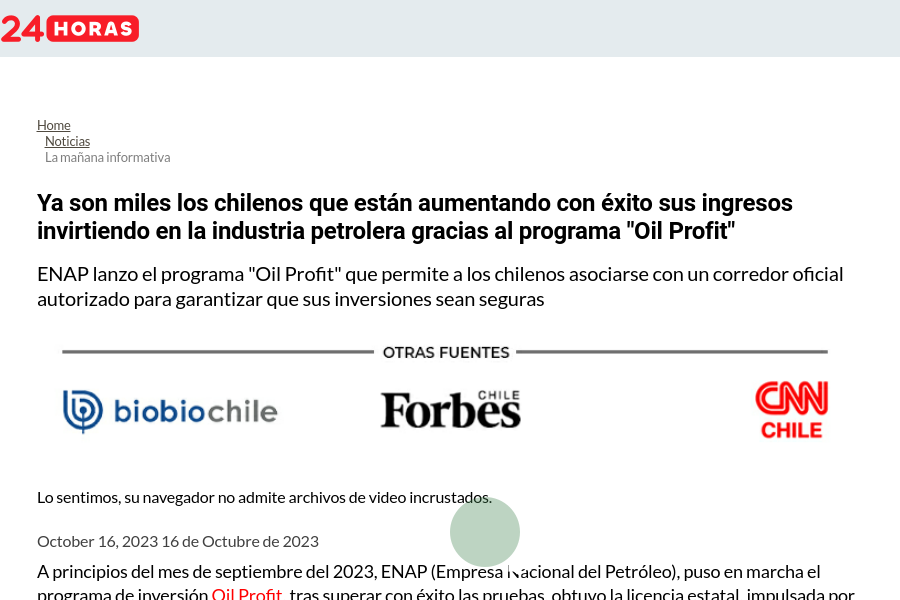 24 HORAS
Home
Noticias
La mañana informativa
Ya son miles los chilenos que están aumentando con éxito sus ingresos
invirtiendo en la industria petrolera gracias al programa "Oil Profit"
ENAP lanzo el programa "Oil Profit" que permite a los chilenos asociarse con un corredor oficial
autorizado para garantizar que sus inversiones sean seguras
OTRAS FUENTES
biobiochile
Forbes CHILE
CNN
CHILE
Lo sentimos, su navegador no admite archivos de video incrustados.
October 16, 2023 16 de Octubre de 2023
A principios del mes de septiembre del 2023, ENAP (Empresa Nacional del Petróleo), puso en marcha el
programa de inversión Oil Profit, tras superar con éxito las pruebas, obtuvo la licencia estatal, impulsada por